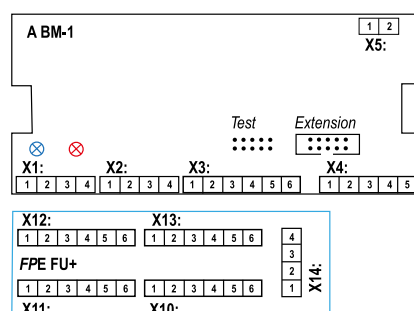 A BM-1
1 2
X5:
Test Extension
X1: X2: X3: X4:
1 2 3 4 1 2 3 4 1 2 3 4 5 6 1 2 3 4 5
X12: X13:
1 2 3 4 5 6 1 2 3 4 5 6
4
3
2
1
X14:
FPE FU+
1 2 3 4 5 6 1 2 3 4 5 6
X11: X10: